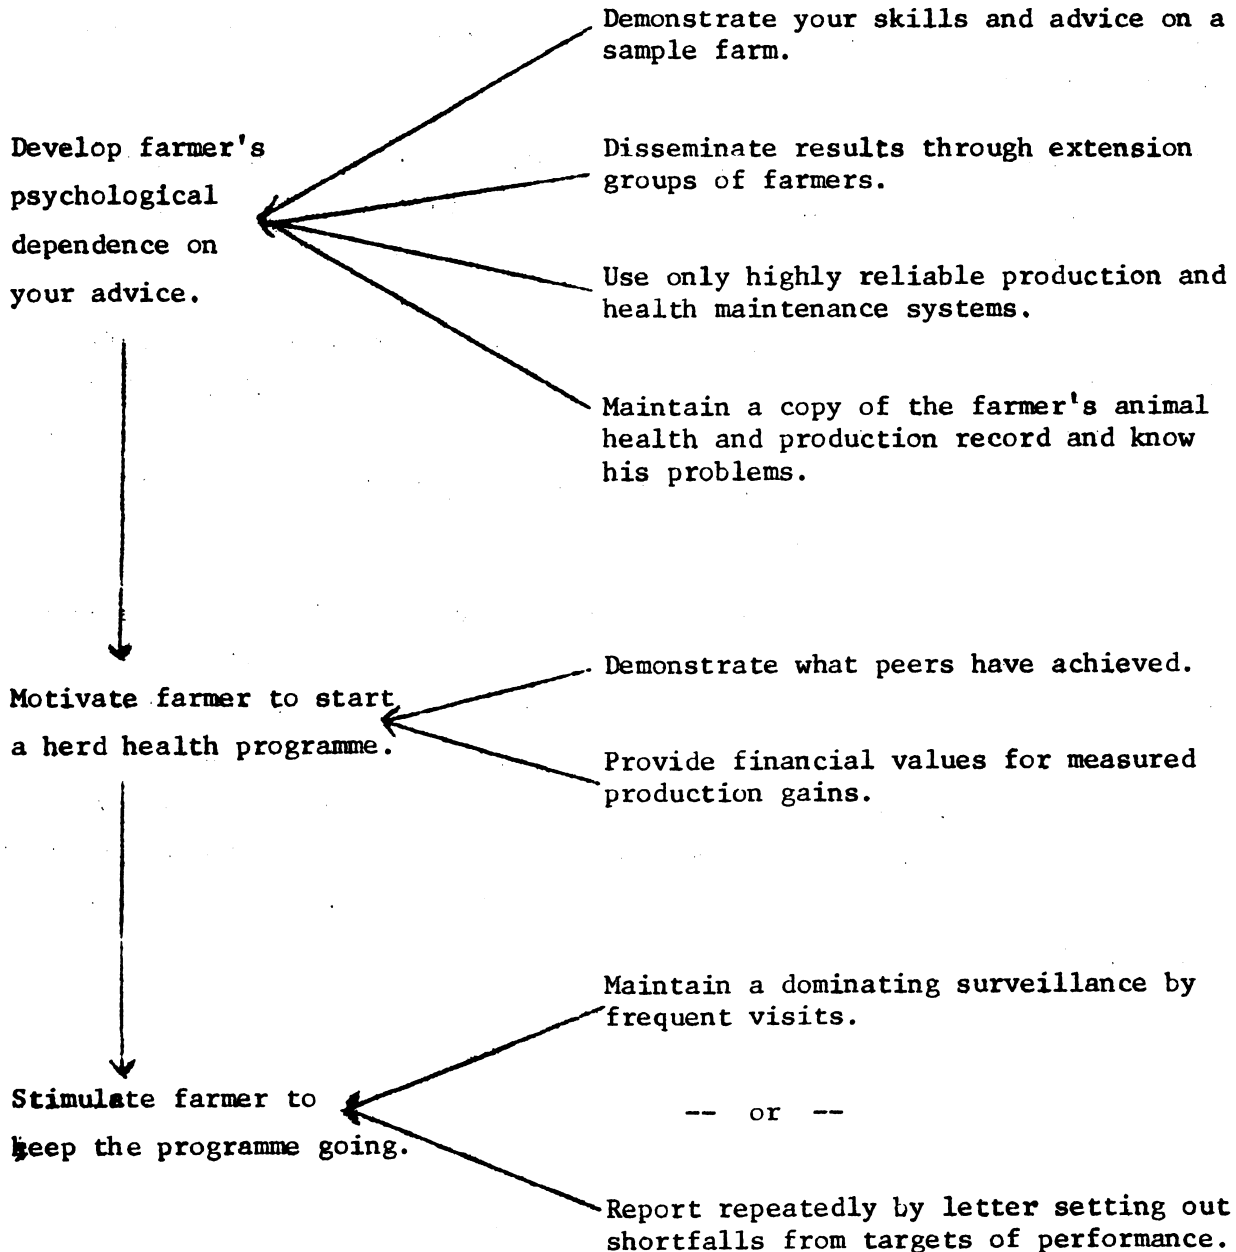 Demonstrate your skills and advice on a
sample farm.
Develop farmer's
psychological
dependence on
your advice.
Disseminate results through extension
groups of farmers.
Use only highly reliable production and
health maintenance systems.
Maintain a copy of the farmer's animal
health and production record and know
his problems.
Motivate farmer to start
a herd health programme.
Demonstrate what peers have achieved.
Provide financial values for measured
production gains.
Stimulate farmer to
keep the programme going.
Maintain a dominating surveillance by
frequent visits.
-- or --
Report repeatedly by letter setting out
shortfalls from targets of performance.